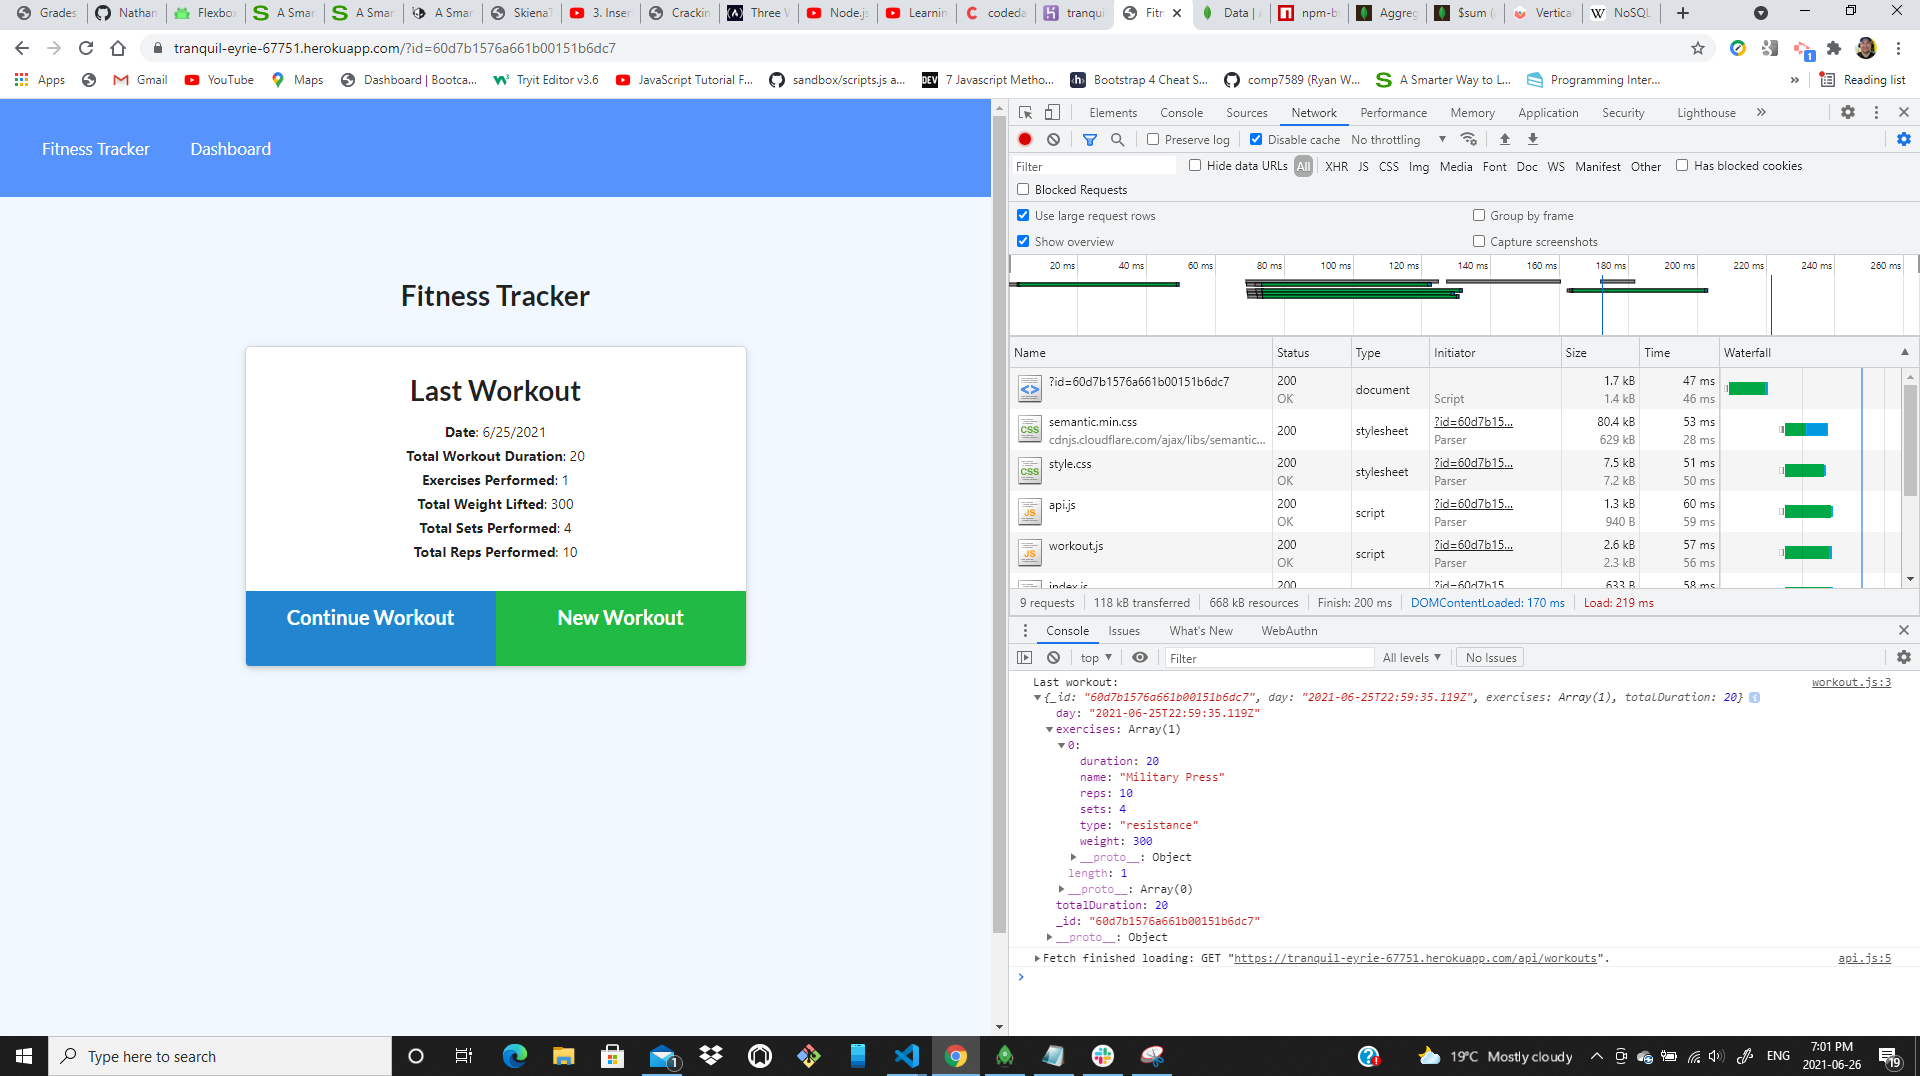 Grades
Nathan
Flexbox
A Smar
A Smar
A Smar
SkienaT
3. Inser
Crackin
Three W
Node.js
Learnin
codeda
tranqui
Fitn
Data | A
npm-b
Aggreg
$sum (
Vertica
NoSQL
tranquil-eyrie-67751.herokuapp.com/?id=60d7b1576a661b00151b6dc7
Apps
Gmail
YouTube
Maps
Dashboard | Bootca...
Tryit Editor v3.6
JavaScript Tutorial F...
sandbox/scripts.js a...
7 Javascript Metho...
Bootstrap 4 Cheat S...
comp7589 (Ryan W...
A Smarter Way to L...
Programming Inter...
Reading list
Fitness Tracker
Dashboard
Fitness Tracker
Last Workout
Date: 6/25/2021
Total Workout Duration: 20
Exercises Performed: 1
Total Weight Lifted: 300
Total Sets Performed: 4
Total Reps Performed: 10
Continue Workout
New Workout
Elements Console Sources Network Performance Memory Application Security Lighthouse
Preserve log Disable cache No throttling
Filter Hide data URLs All XHR JS CSS Img Media Font Doc WS Manifest Other Has blocked cookies
Blocked Requests
Use large request rows Group by frame
Show overview Capture screenshots
20 ms 40 ms 60 ms 80 ms 100 ms 120 ms 140 ms 160 ms 180 ms 200 ms 220 ms 240 ms 260 ms
Name Status Type Initiator Size Time Waterfall
?id=60d7b1576a661b00151b6dc7 200 OK document Script 1.7 kB 1.4 kB 47 ms 46 ms
semantic.min.css cdnjs.cloudflare.com/ajax/libs/semantic... 200 stylesheet ?id=60d7b15... Parser 80.4 kB 629 kB 53 ms 28 ms
style.css 200 OK stylesheet ?id=60d7b15... Parser 7.5 kB 7.2 kB 51 ms 50 ms
api.js 200 OK script ?id=60d7b15... Parser 1.3 kB 940 B 60 ms 59 ms
workout.js 200 OK script ?id=60d7b15... Parser 2.6 kB 2.3 kB 57 ms 56 ms
index.js 200 ?id=60d7b15... 633 B 58 ms
9 requests 118 kB transferred 668 kB resources Finish: 200 ms DOMContentLoaded: 170 ms Load: 219 ms
Console Issues What's New WebAuthn
top Filter All levels No Issues
Last workout: workout.js:3
{_id: "60d7b1576a661b00151b6dc7", day: "2021-06-25T22:59:35.119Z", exercises: Array(1), totalDuration: 20}
day: "2021-06-25T22:59:35.119Z"
exercises: Array(1)
0:
duration: 20
name: "Military Press"
reps: 10
sets: 4
type: "resistance"
weight: 300
__proto__: Object
length: 1
__proto__: Array(0)
totalDuration: 20
_id: "60d7b1576a661b00151b6dc7"
__proto__: Object
Fetch finished loading: GET "https://tranquil-eyrie-67751.herokuapp.com/api/workouts". api.js:5
Type here to search
19°C Mostly cloudy
ENG
7:01 PM
2021-06-26
19